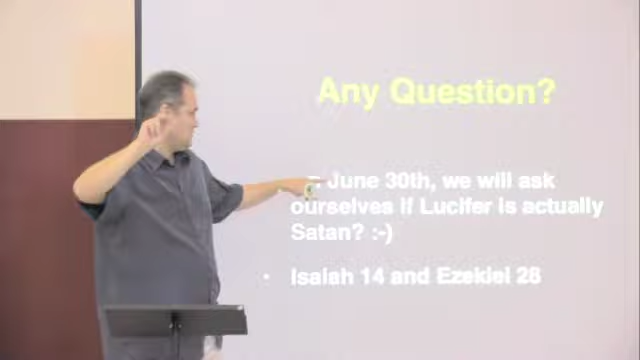 Any Question?
June 30th, we will ask
ourselves if Lucifer is actually
Satan? :-)
• Isaiah 14 and Ezekiel 28